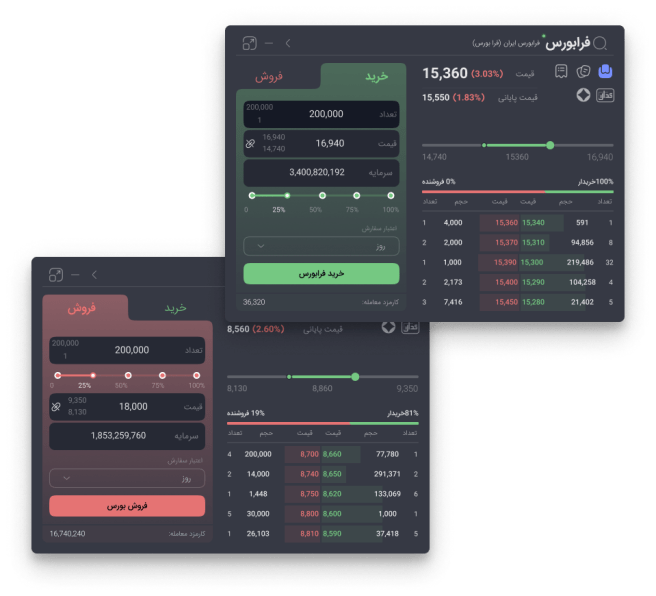 فرابورس فرابورس ایران (فرا بورس)
خرید فروش
15,360 (3.03%) قیمت
15,550 (1.83%) قیمت پایانی
کدال
تعداد 200,000 200,000 1
قیمت 16,940 16,940 14,740
سرمایه 3,400,820,192
0 25% 50% 75% 100%
اعتبار سفارش
روز
خرید فرابورس
کارمزد معامله: 36,320
14,740 15360 16,940
100%خریدار 0% فروشنده
تعداد حجم قیمت قیمت حجم تعداد
1 4,000 15,360 15,340 591 1
2 2,000 15,370 15,310 94,856 8
1 1,000 15,390 15,300 219,486 32
2 2,173 15,400 15,290 104,258 4
3 7,416 15,450 15,280 21,402 5
خرید فروش
تعداد 200,000 200,000 1
0 25% 50% 75% 100%
قیمت 18,000 9,350 8,130
سرمایه 1,853,259,760
اعتبار سفارش
روز
فروش بورس
کارمزد معامله: 16,740,240
8,560 (2.60%) قیمت پایانی
کدال
8,130 8,860 9,350
81%خریدار 19% فروشنده
تعداد حجم قیمت قیمت حجم تعداد
4 200,000 8,700 8,660 77,780 1
2 14,000 8,740 8,650 291,371 2
1 1,448 8,750 8,620 133,069 6
5 30,000 8,800 8,600 1,000 1
1 26,103 8,810 8,590 37,418 5